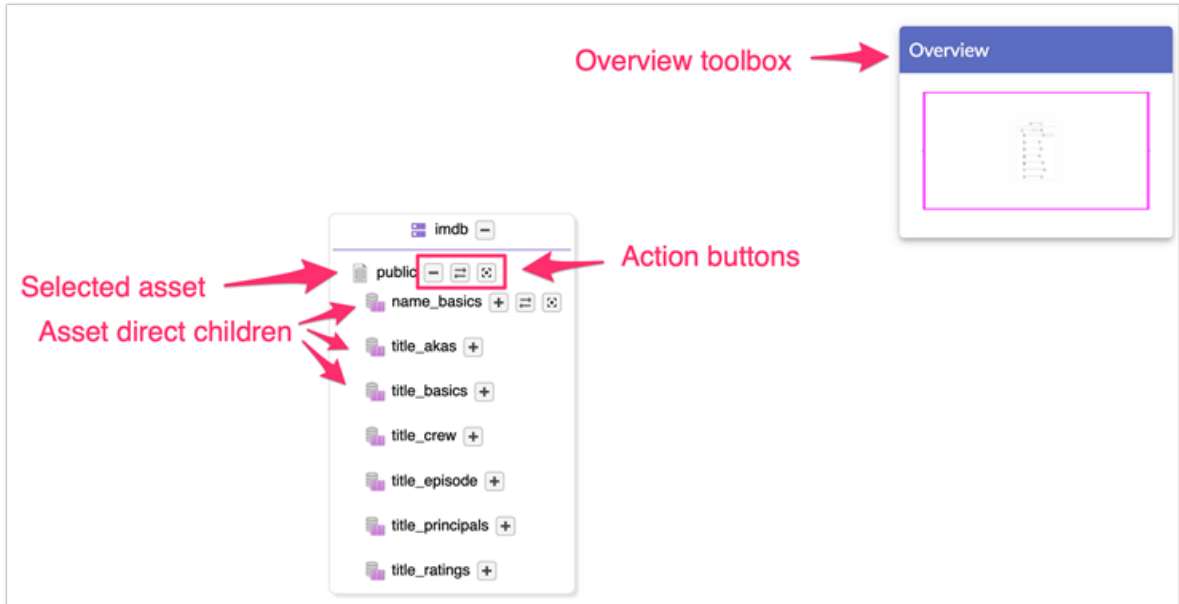 Overview toolbox
Overview
imdb
Action buttons
public
Selected asset
name_basics
Asset direct children
title_akas
title_basics
title_crew
title_episode
title_principals
title_ratings